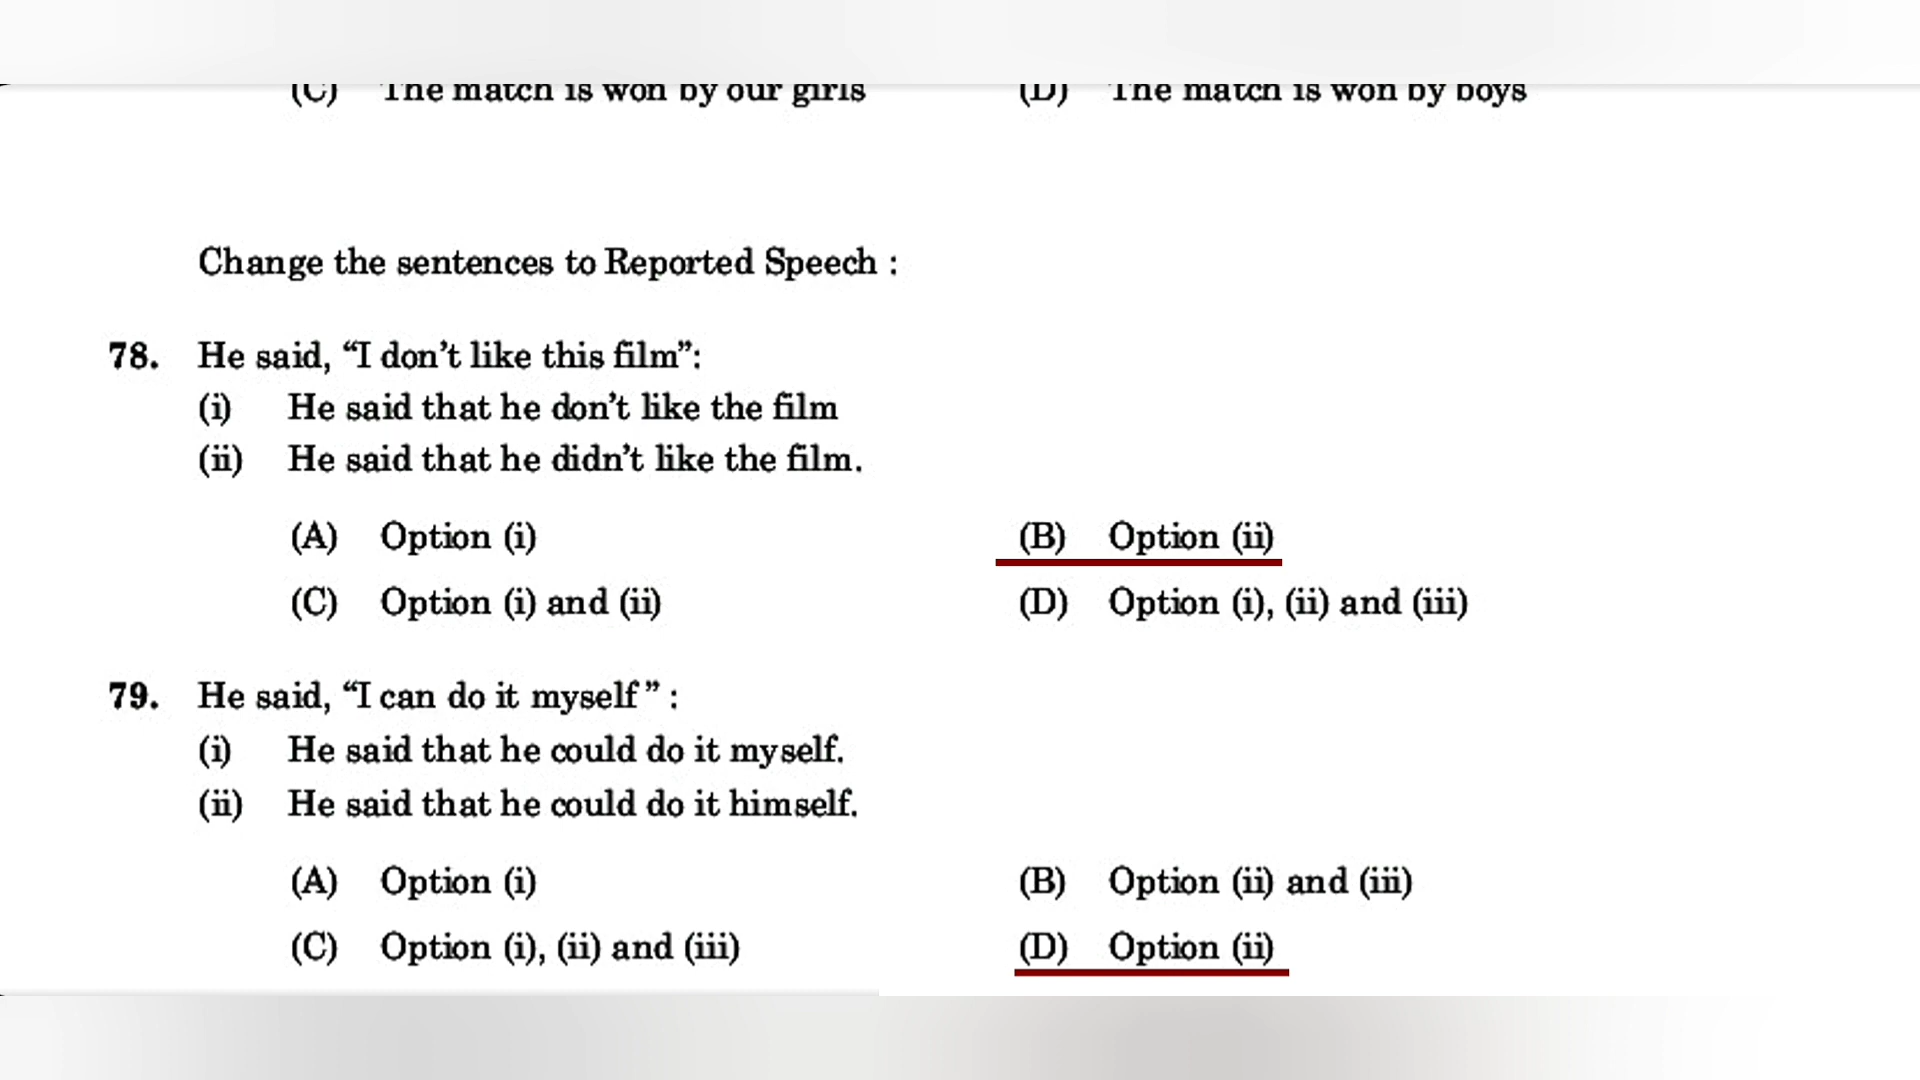 (C) The match is won by our girls (D) The match is won by boys
Change the sentences to Reported Speech :
78. He said, “I don’t like this film”:
(i) He said that he don’t like the film
(ii) He said that he didn’t like the film.
(A) Option (i) (B) Option (ii)
(C) Option (i) and (ii) (D) Option (i), (ii) and (iii)
79. He said, “I can do it myself” :
(i) He said that he could do it myself.
(ii) He said that he could do it himself.
(A) Option (i) (B) Option (ii) and (iii)
(C) Option (i), (ii) and (iii) (D) Option (ii)